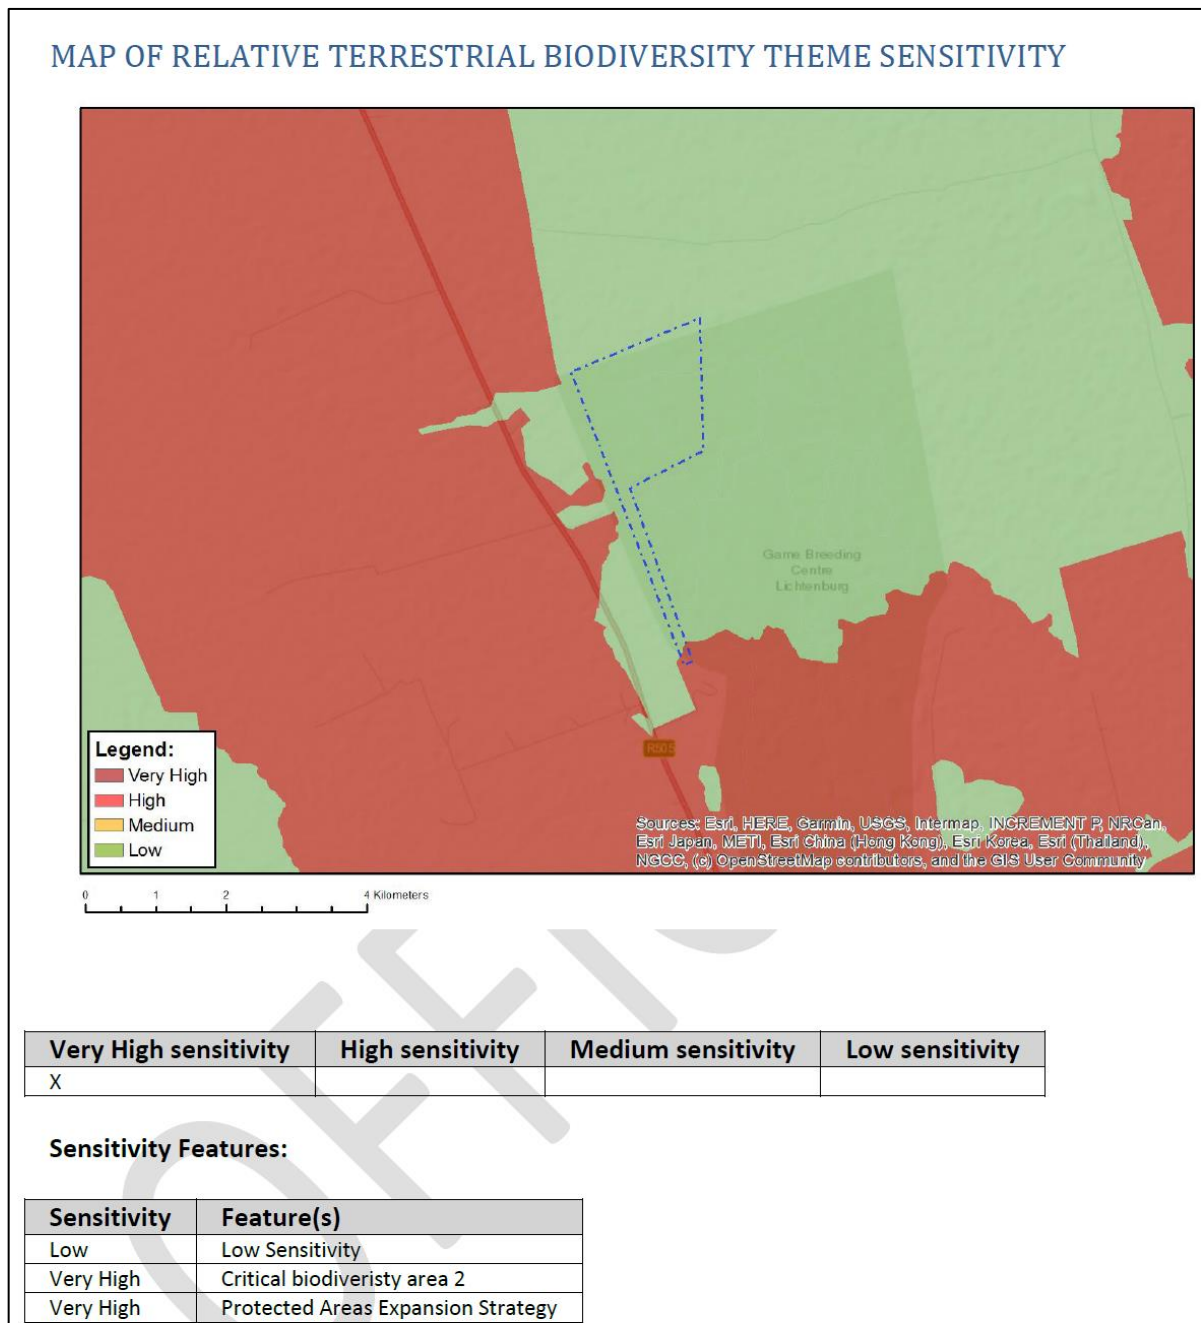 MAP OF RELATIVE TERRESTRIAL BIODIVERSITY THEME SENSITIVITY
Game Breeding
Centre
Lichtenburg
Legend:
Very High
High
Medium
Low
R505
Sources: Esri, HERE, Garmin, USGS, Intermap, INCREMENT P, NRCan,
Esri Japan, METI, Esri China (Hong Kong), Esri Korea, Esri (Thailand),
NGCC, (c) OpenStreetMap contributors, and the GIS User Community
0 1 2 4 Kilometers
Very High sensitivity High sensitivity Medium sensitivity Low sensitivity
X
Sensitivity Features:
Sensitivity Feature(s)
Low Low Sensitivity
Very High Critical biodiveristy area 2
Very High Protected Areas Expansion Strategy